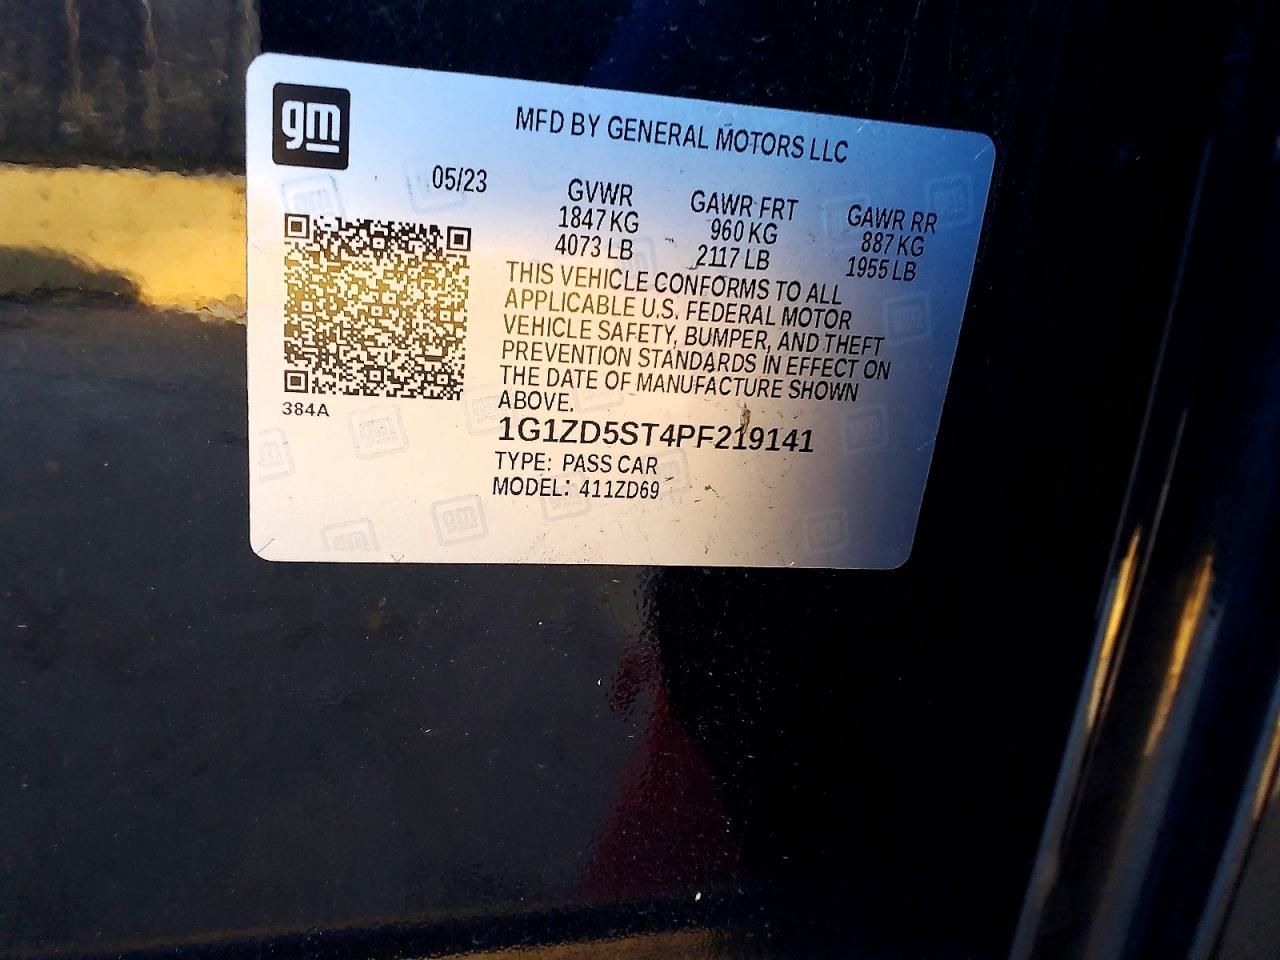 gm
MFD BY GENERAL MOTORS LLC
05/23
GVWR
1847 KG
4073 LB
GAWR FRT
960 KG
2117 LB
GAWR RR
887 KG
1955 LB
THIS VEHICLE CONFORMS TO ALL
APPLICABLE U.S. FEDERAL MOTOR
VEHICLE SAFETY, BUMPER, AND THEFT
PREVENTION STANDARDS IN EFFECT ON
THE DATE OF MANUFACTURE SHOWN
ABOVE.
384A
1G1ZD5ST4PF219141
TYPE: PASS CAR
MODEL: 411ZD69